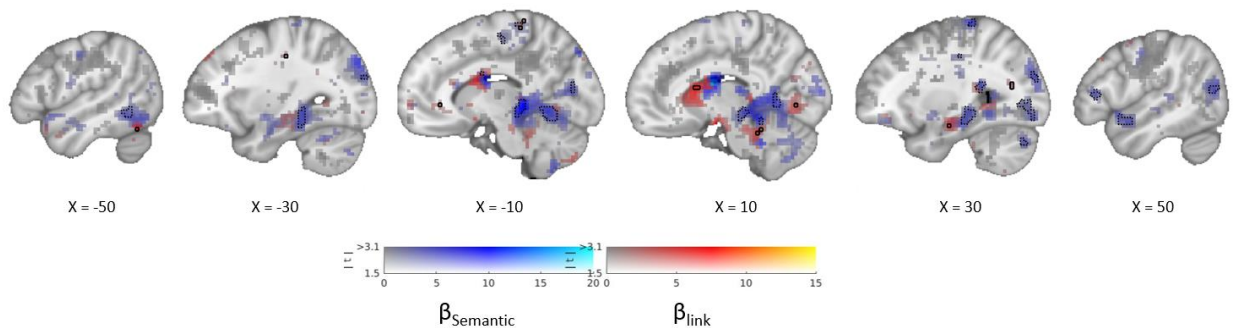 X = -50
X = -30
X = -10
X = 10
X = 30
X = 50
| t |
>3.1
1.5
0
5
10
15
20
βSemantic
| t |
>3.1
1.5
0
5
10
15
βlink